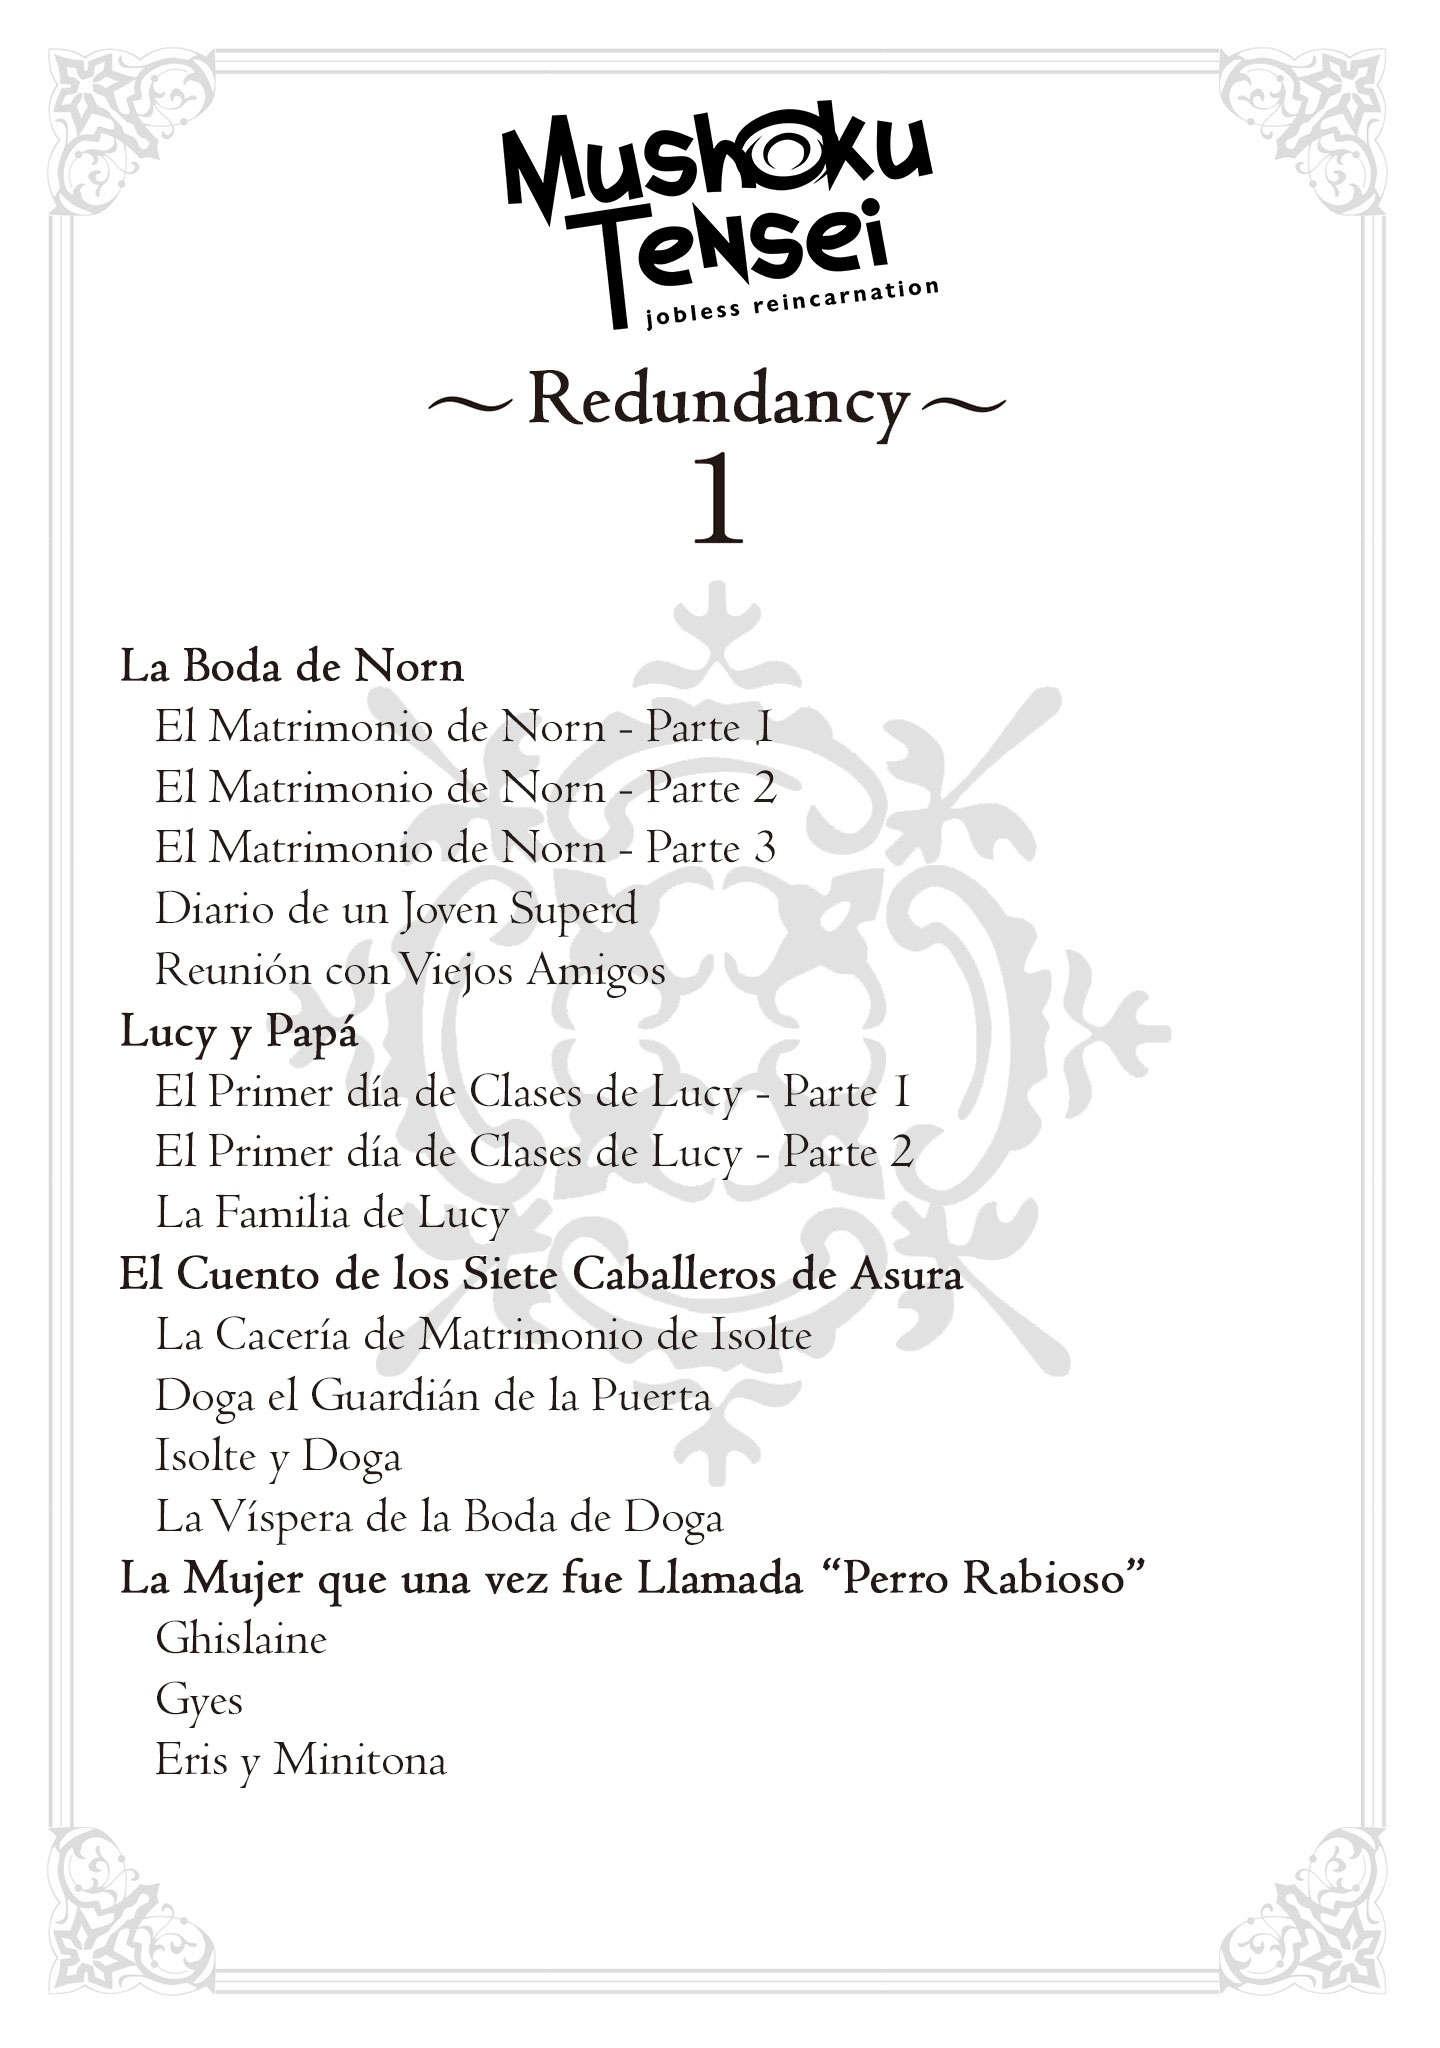 Mushoku
Tensei
jobless reincarnation
~Redundancy~
1
La Boda de Norn
El Matrimonio de Norn - Parte 1
El Matrimonio de Norn - Parte 2
El Matrimonio de Norn - Parte 3
Diario de un Joven Superd
Reunión con Viejos Amigos
Lucy y Papá
El Primer día de Clases de Lucy - Parte 1
El Primer día de Clases de Lucy - Parte 2
La Familia de Lucy
El Cuento de los Siete Caballeros de Asura
La Cacería de Matrimonio de Isolte
Doga el Guardián de la Puerta
Isolte y Doga
La Víspera de la Boda de Doga
La Mujer que una vez fue Llamada “Perro Rabioso”
Ghislaine
Gyes
Eris y Minitona